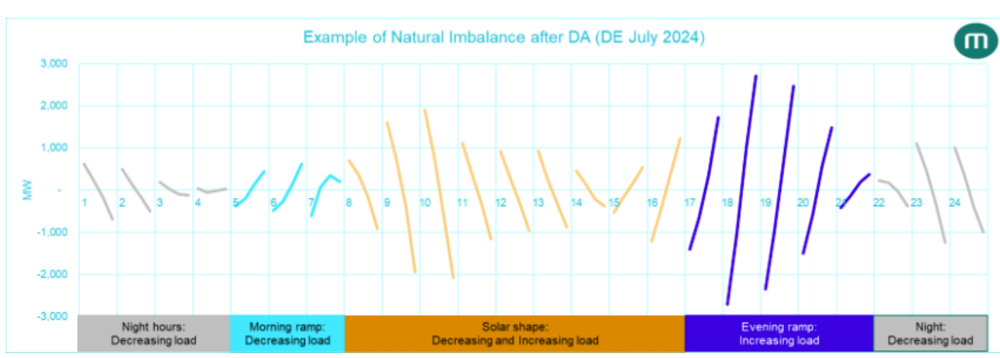 Example of Natural Imbalance after DA (DE July 2024)
m
3,000
2,000
1,000
-
-1,000
-2,000
-3,000
MW
1 2 3 4 5 6 7 8 9 10 11 12 13 14 15 16 17 18 19 20 21 22 23 24
Night hours:
Decreasing load
Morning ramp:
Decreasing load
Solar shape:
Decreasing and Increasing load
Evening ramp:
Increasing load
Night:
Decreasing load